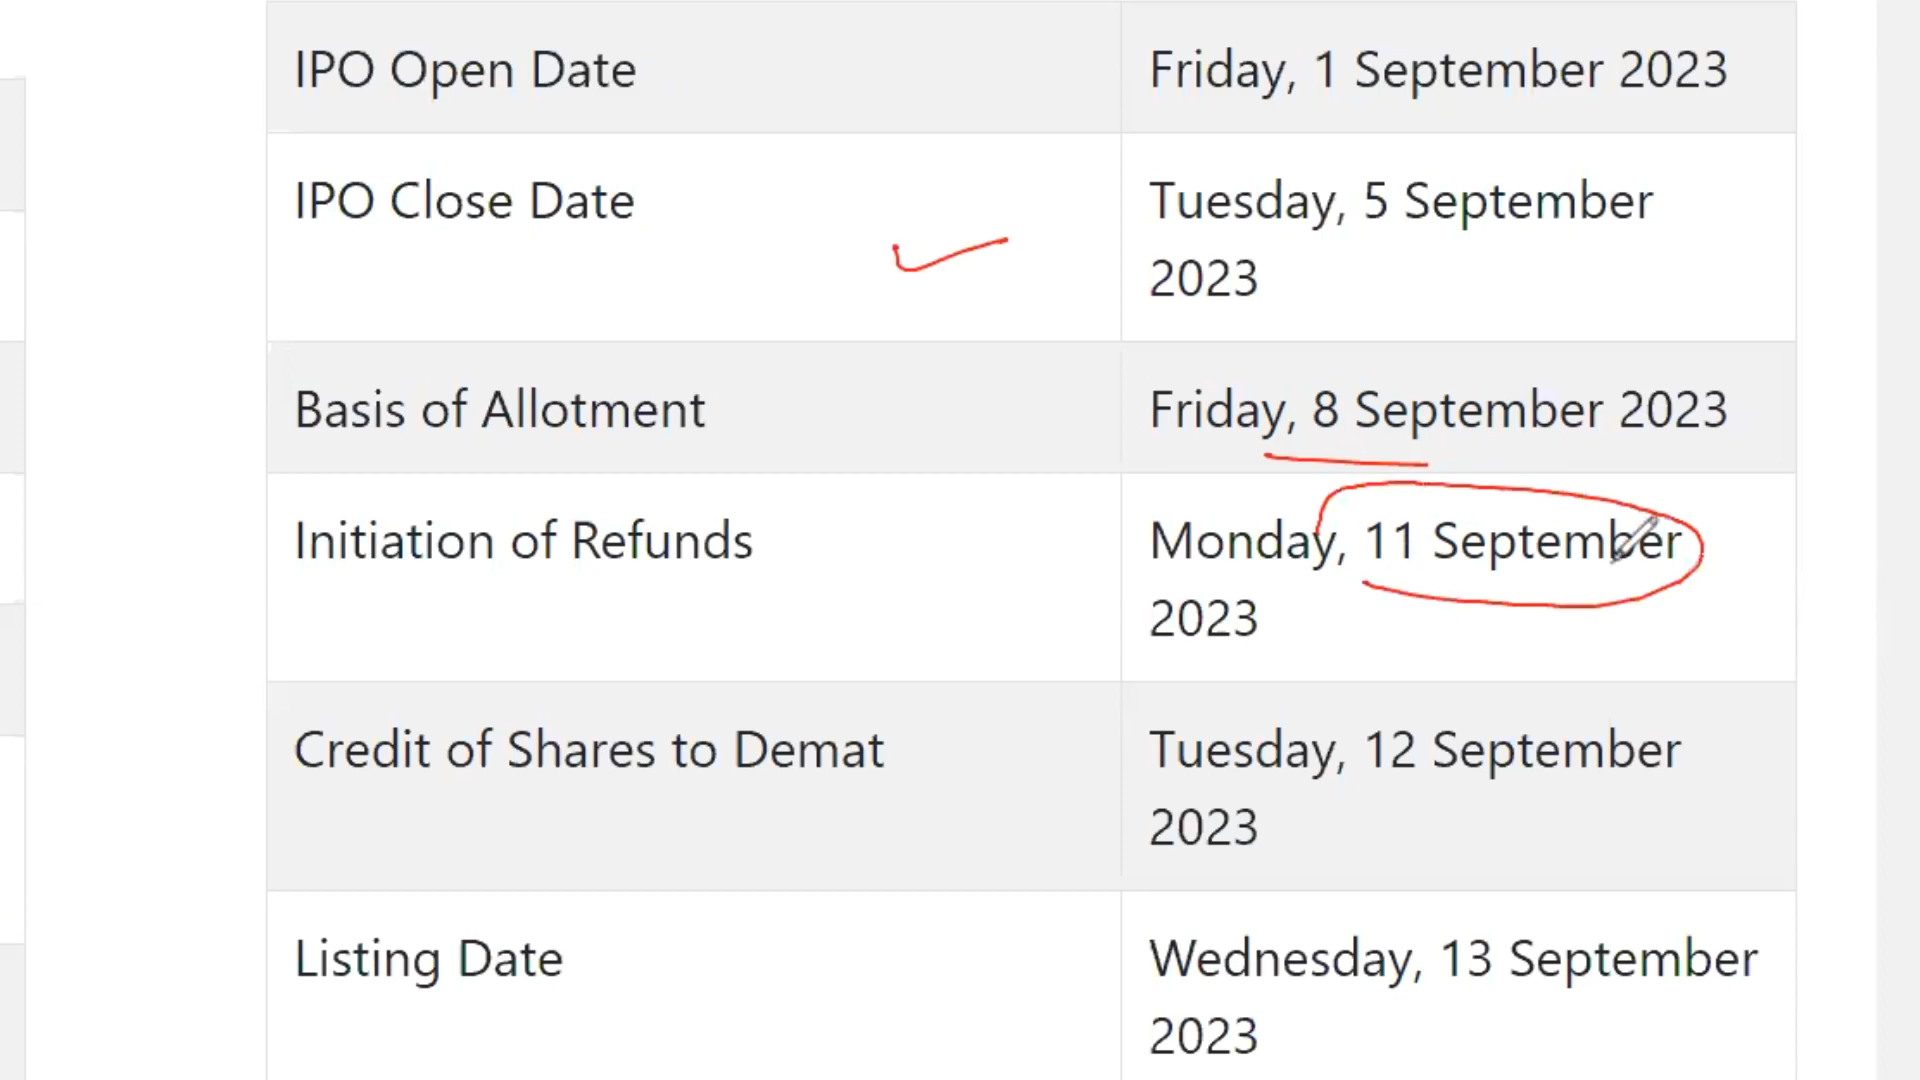 IPO Open Date
Friday, 1 September 2023
IPO Close Date
Tuesday, 5 September
2023
Basis of Allotment
Friday, 8 September 2023
Initiation of Refunds
Monday, 11 September
2023
Credit of Shares to Demat
Tuesday, 12 September
2023
Listing Date
Wednesday, 13 September
2023